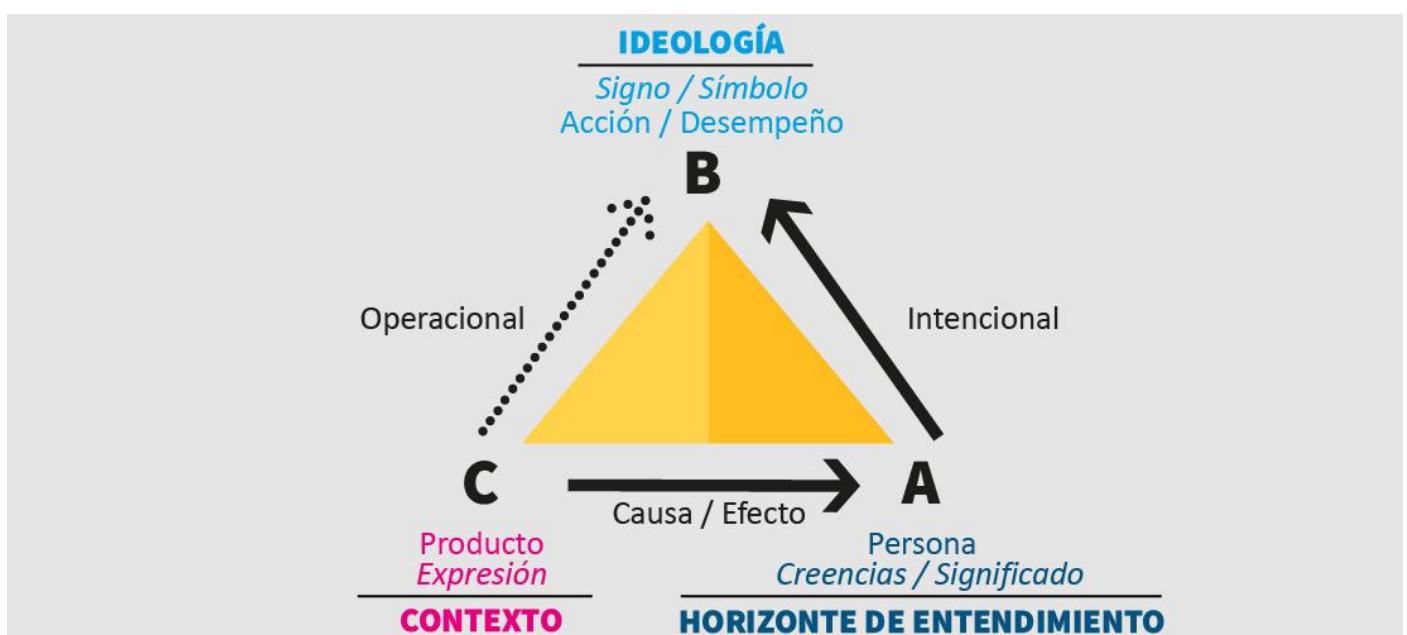 IDEOLOGÍA
Signo / Símbolo
Acción / Desempeño
B
Operacional
Intencional
C
A
Causa / Efecto
Producto
Expresión
CONTEXTO
Persona
Creencias / Significado
HORIZONTE DE ENTENDIMIENTO